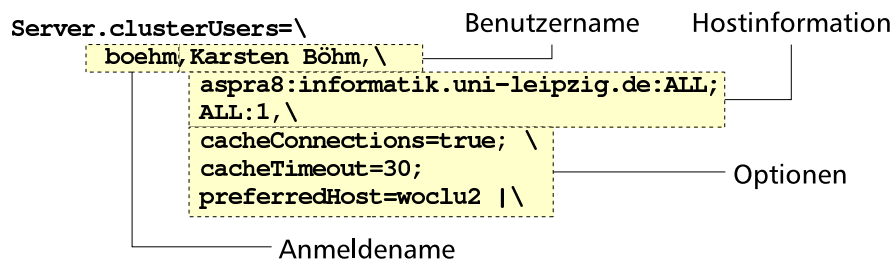 Benutzername Hostinformation
Server.clusterUsers=\
boehm,Karsten Böhm,\
aspra8:informatik.uni-leipzig.de:ALL;
ALL:1,\
cacheConnections=true; \
cacheTimeout=30;
preferredHost=woclu2 |\
Optionen
Anmeldename